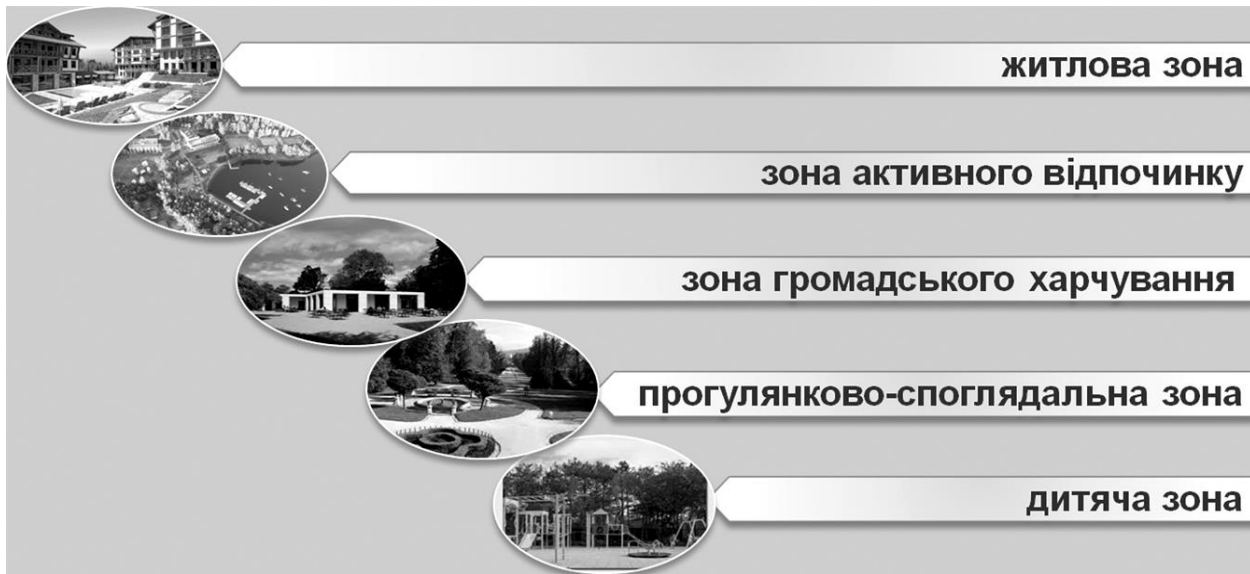 житлова зона
зона активного відпочинку
зона громадського харчування
прогулянково-споглядальна зона
дитяча зона